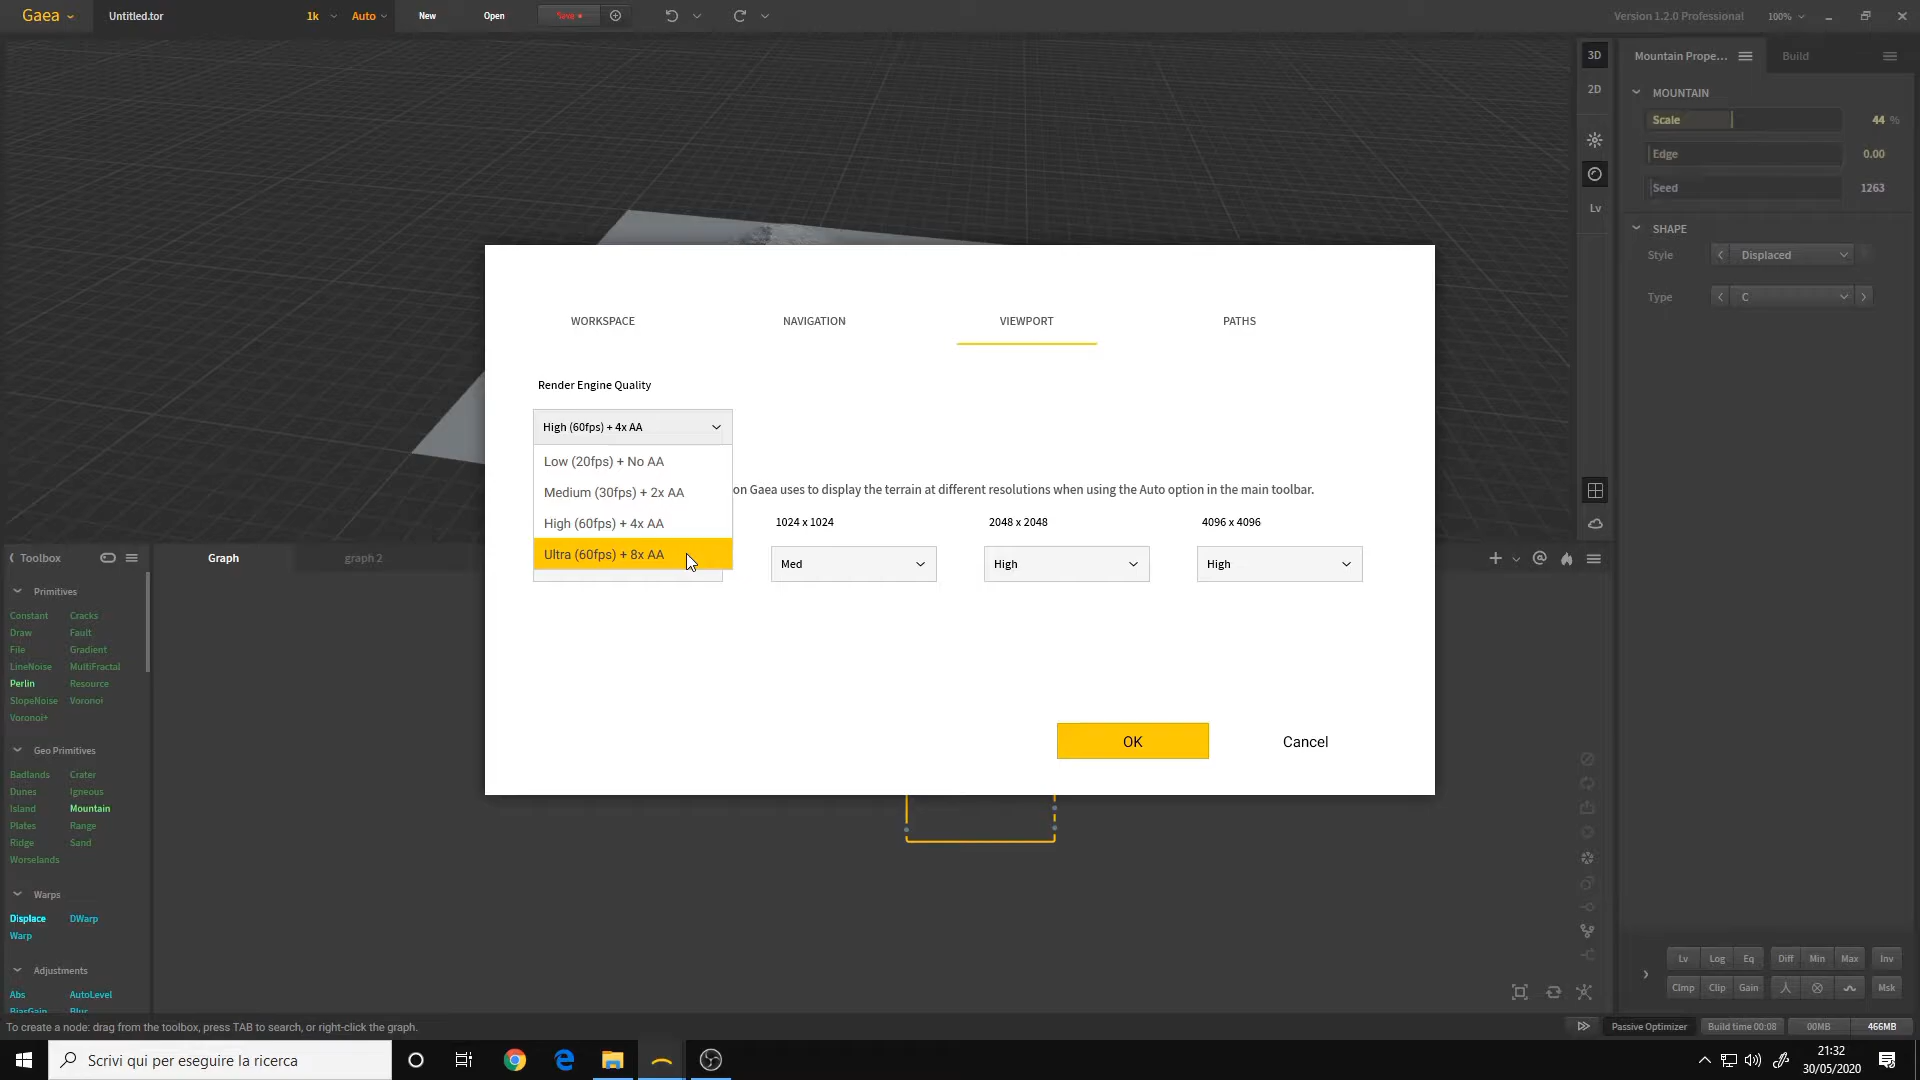 Gaea Untitled.tor 1k Auto New Open Save Version 1.2.0 Professional 100%
3D Mountain Prope... Build
2D
MOUNTAIN
Scale 44 %
Edge 0.00
Seed 1263
Lv
SHAPE
Style Displaced
Type C
WORKSPACE NAVIGATION VIEWPORT PATHS
Render Engine Quality
High (60fps) + 4x AA
Low (20fps) + No AA
Medium (30fps) + 2x AA
High (60fps) + 4x AA
Ultra (60fps) + 8x AA
on Gaea uses to display the terrain at different resolutions when using the Auto option in the main toolbar.
1024 x 1024 2048 x 2048 4096 x 4096
Med High High
OK Cancel
Toolbox Graph graph 2
Primitives
Constant Cracks
Draw Fault
File Gradient
LineNoise MultiFractal
Perlin Resource
SlopeNoise Voronoi
Voronoi+
Geo Primitives
Badlands Crater
Dunes Igneous
Island Mountain
Plates Range
Ridge Sand
Worselands
Warps
Displace DWarp
Warp
Adjustments
Abs AutoLevel
BiasGain Blur
Lv Log Eq Diff Min Max Inv
Clmp Clip Gain Msk
To create a node: drag from the toolbox, press TAB to search, or right-click the graph.
Passive Optimizer Build time 00:08 00MB 466MB
Scrivi qui per eseguire la ricerca
21:32
30/05/2020